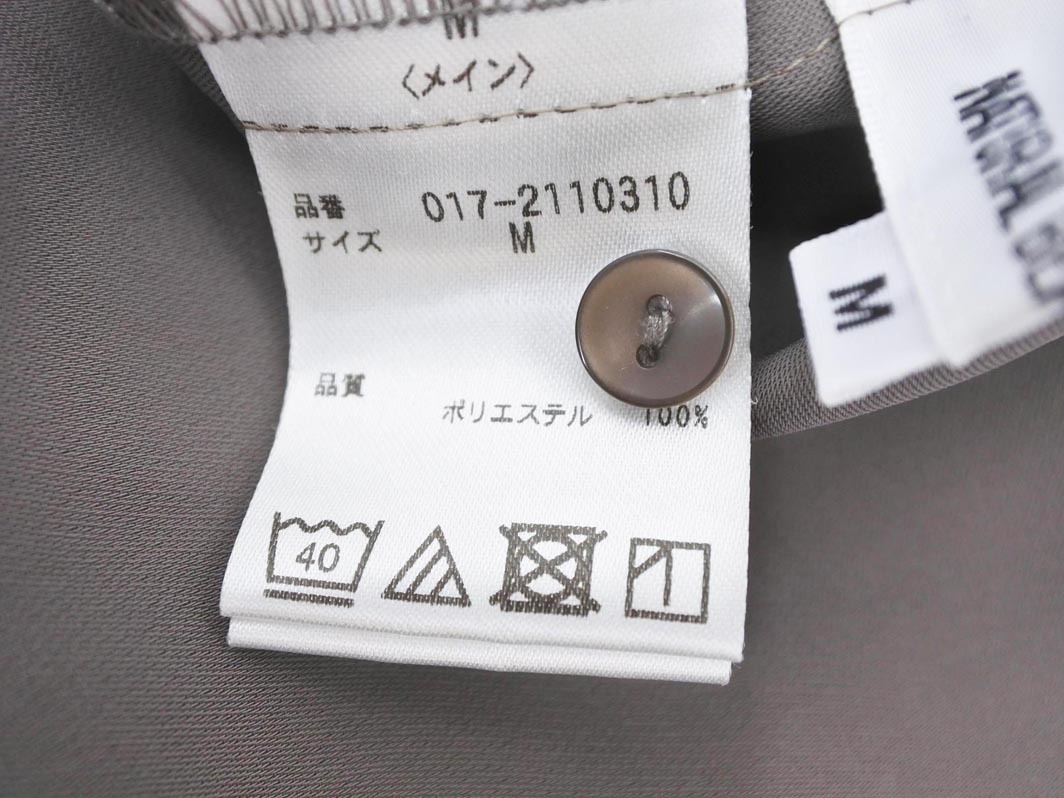 M
〈メイン〉
品番 017-2110310
サイズ M
品質
ポリエステル 100%
40
NATURAL
M